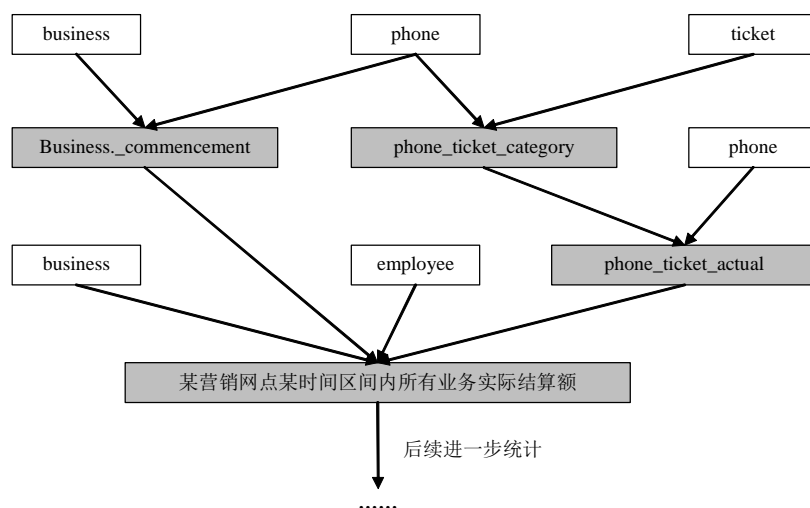 business
phone
ticket
Business._commencement
phone_ticket_category
phone
business
employee
phone_ticket_actual
某营销网点某时间区间内所有业务实际结算额
后续进一步统计
……